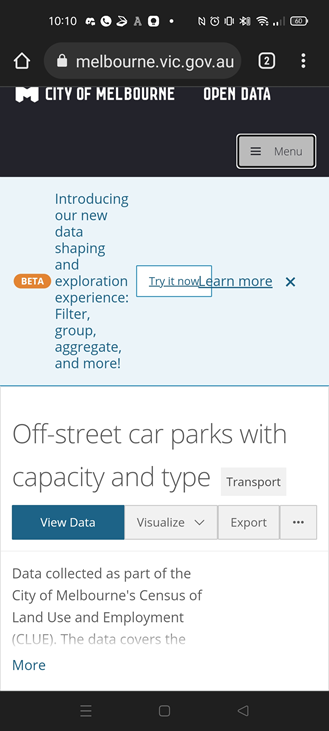 10:10
60
melbourne.vic.gov.au
2
CITY OF MELBOURNE OPEN DATA
Menu
Introducing
our new
data
shaping
and
exploration
experience:
Filter,
group,
aggregate,
and more!
BETA
Try it now
Learn more
Off-street car parks with
capacity and type
Transport
View Data
Visualize
Export
Data collected as part of the
City of Melbourne's Census of
Land Use and Employment
(CLUE). The data covers the
More